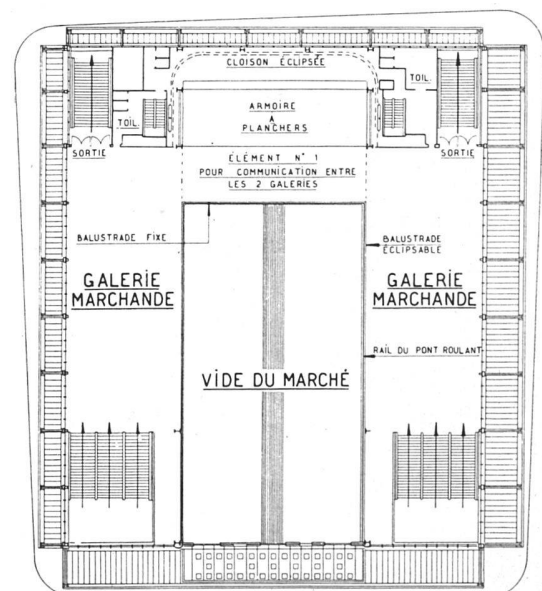 CLOISON ÉCLIPSÉE
TOIL.
ARMOIRE
A
PLANCHERS
TOIL.
SORTIE
SORTIE
ÉLÉMENT N° 1
POUR COMMUNICATION ENTRE
LES 2 GALERIES
BALUSTRADE FIXE
BALUSTRADE
ÉCLIPSABLE
GALERIE
MARCHANDE
GALERIE
MARCHANDE
RAIL DU PONT ROULANT
VIDE DU MARCHÉ